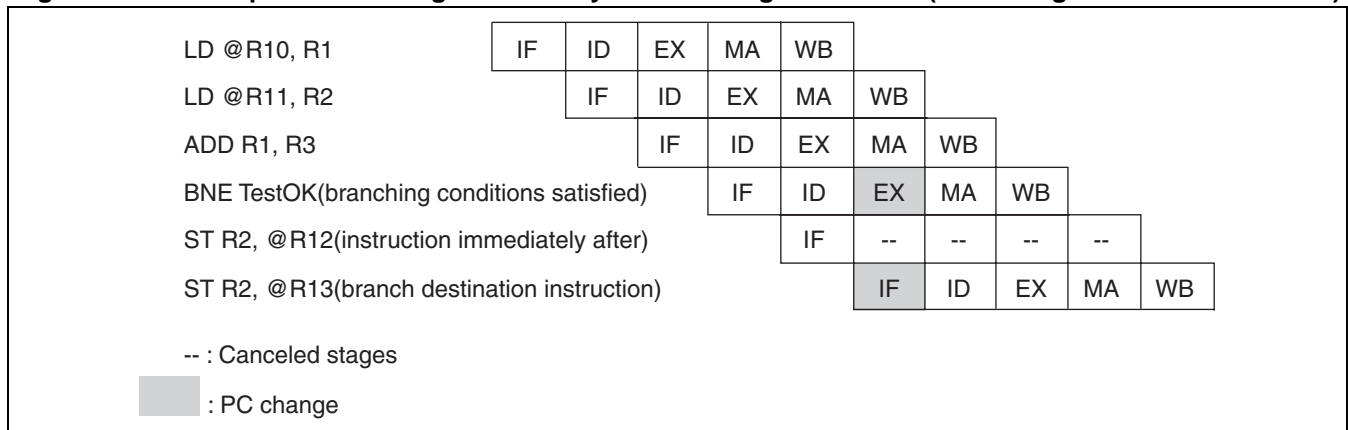 LD @R10, R1 IF ID EX MA WB
LD @R11, R2 IF ID EX MA WB
ADD R1, R3 IF ID EX MA WB
BNE TestOK(branching conditions satisfied) IF ID EX MA WB
ST R2, @R12(instruction immediately after) IF -- -- -- --
ST R2, @R13(branch destination instruction) IF ID EX MA WB
-- : Canceled stages
: PC change